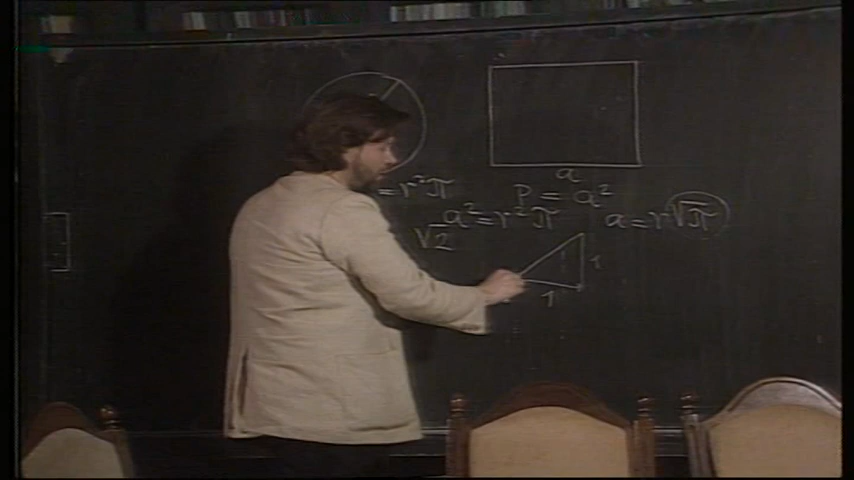 a
= r²π
P = a²
a² = r²π
a = r√π
√2
1
1